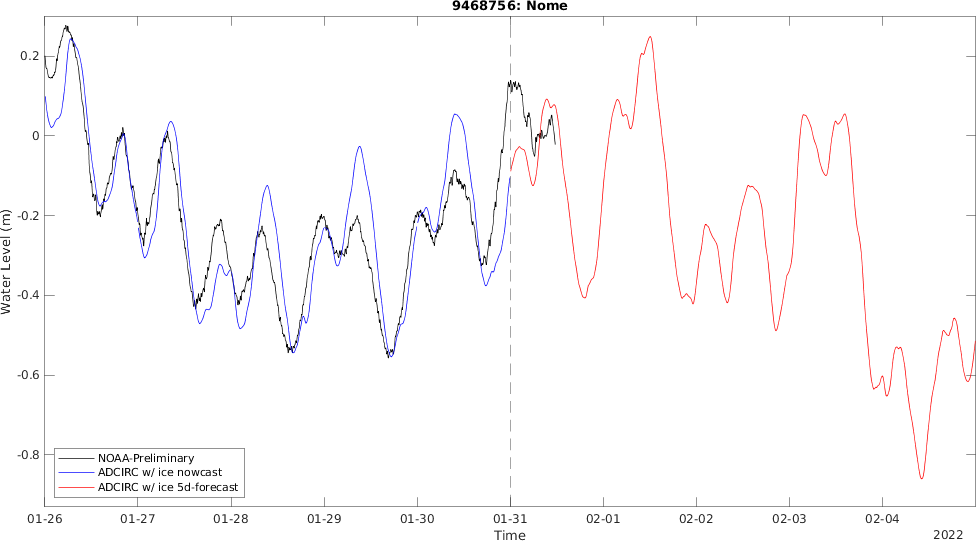 9468756: Nome
0.2
0
-0.2
-0.4
-0.6
-0.8
Water Level (m)
NOAA-Preliminary
ADCIRC w/ ice nowcast
ADCIRC w/ ice 5d-forecast
01-26 01-27 01-28 01-29 01-30 01-31 02-01 02-02 02-03 02-04
Time
2022